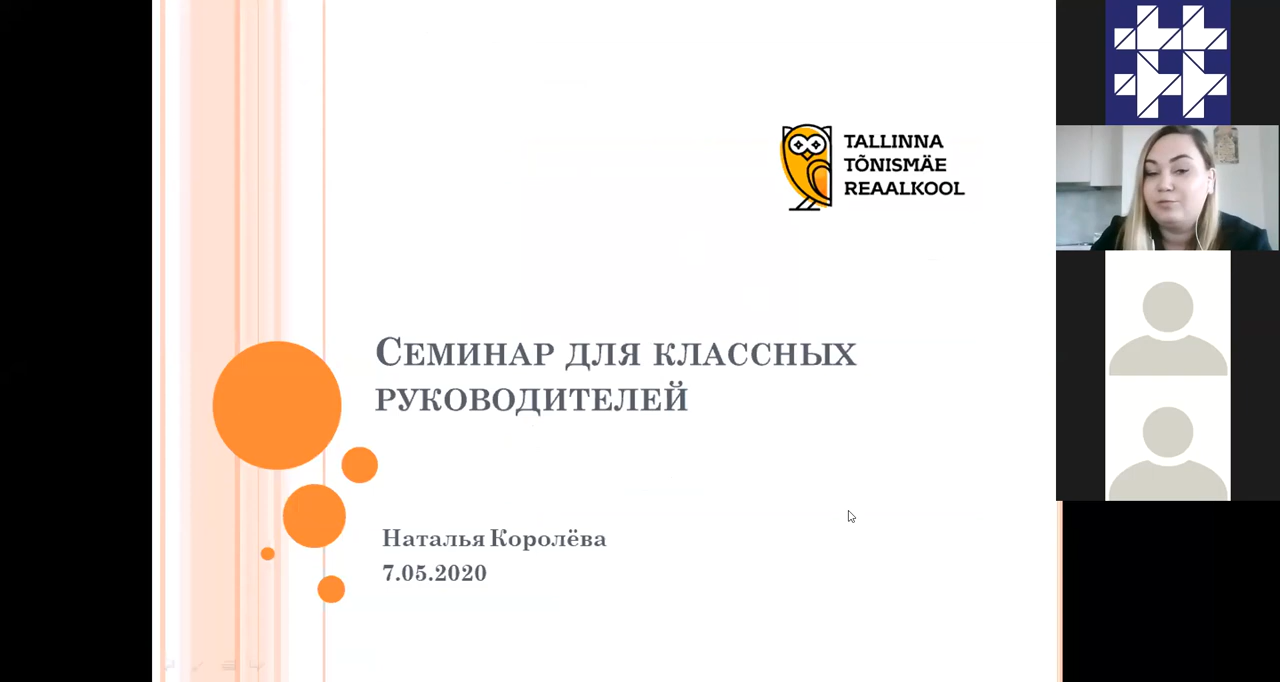 TALLINNA
TÕNISMÄE
REAALKOOL
Семинар для классных
руководителей
Наталья Королёва
7.05.2020